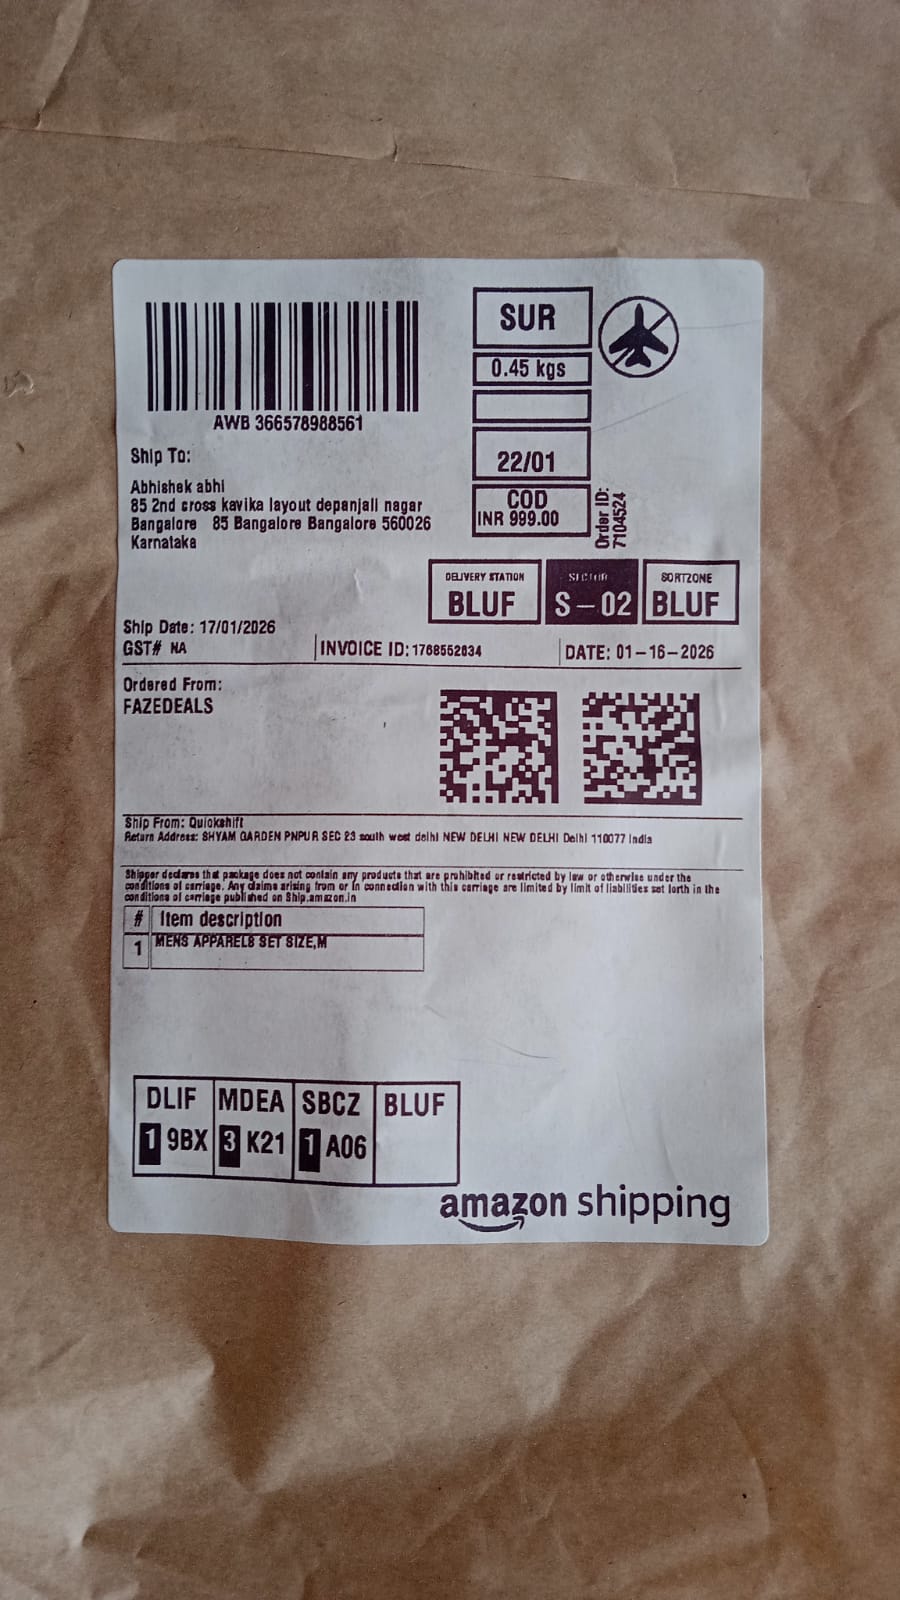 SUR
0.45 kgs
AWB 366578988561
22/01
COD
INR 999.00
Order ID:
7104524
Ship To:
Abhishek abhi
85 2nd cross kavika layout depanjali nagar
Bangalore 85 Bangalore Bangalore 560026
Karnataka
DELIVERY STATION
BLUF
SECTOR
S-02
SORTZONE
BLUF
Ship Date: 17/01/2026
GST# NA
INVOICE ID: 1768552834
DATE: 01-16-2026
Ordered From:
FAZEDEALS
Ship From: Quickshift
Return Address: SHYAM GARDEN PNPUR SEC 23 south west delhi NEW DELHI NEW DELHI Delhi 110077 India
Shipper declares that package does not contain any products that are prohibited or restricted by law or otherwise under the
conditions of carriage. Any claims arising from or in connection with this carriage are limited by limit of liabilities set forth in the
conditions of carriage published on Ship.amazon.in
# Item description
1 MENS APPARELS SET SIZE,M
DLIF MDEA SBCZ BLUF
1 9BX 3 K21 1 A06
amazon shipping